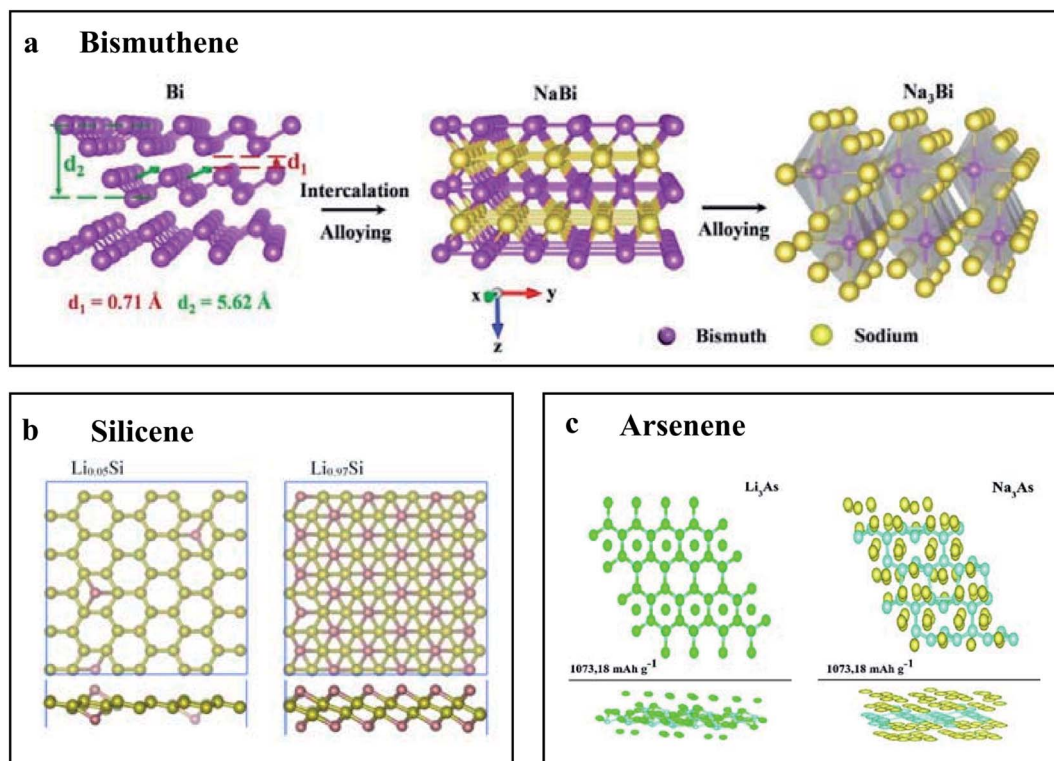 a Bismuthene
Bi
NaBi
Na₃Bi
d₂
d₁
Intercalation
Alloying
Alloying
d₁ = 0.71 Å d₂ = 5.62 Å
x
y
z
Bismuth
Sodium
b Silicene
Li₀.₀₅Si
Li₀.₉₇Si
c Arsenene
Li₃As
Na₃As
1073,18 mAh g⁻¹
1073,18 mAh g⁻¹